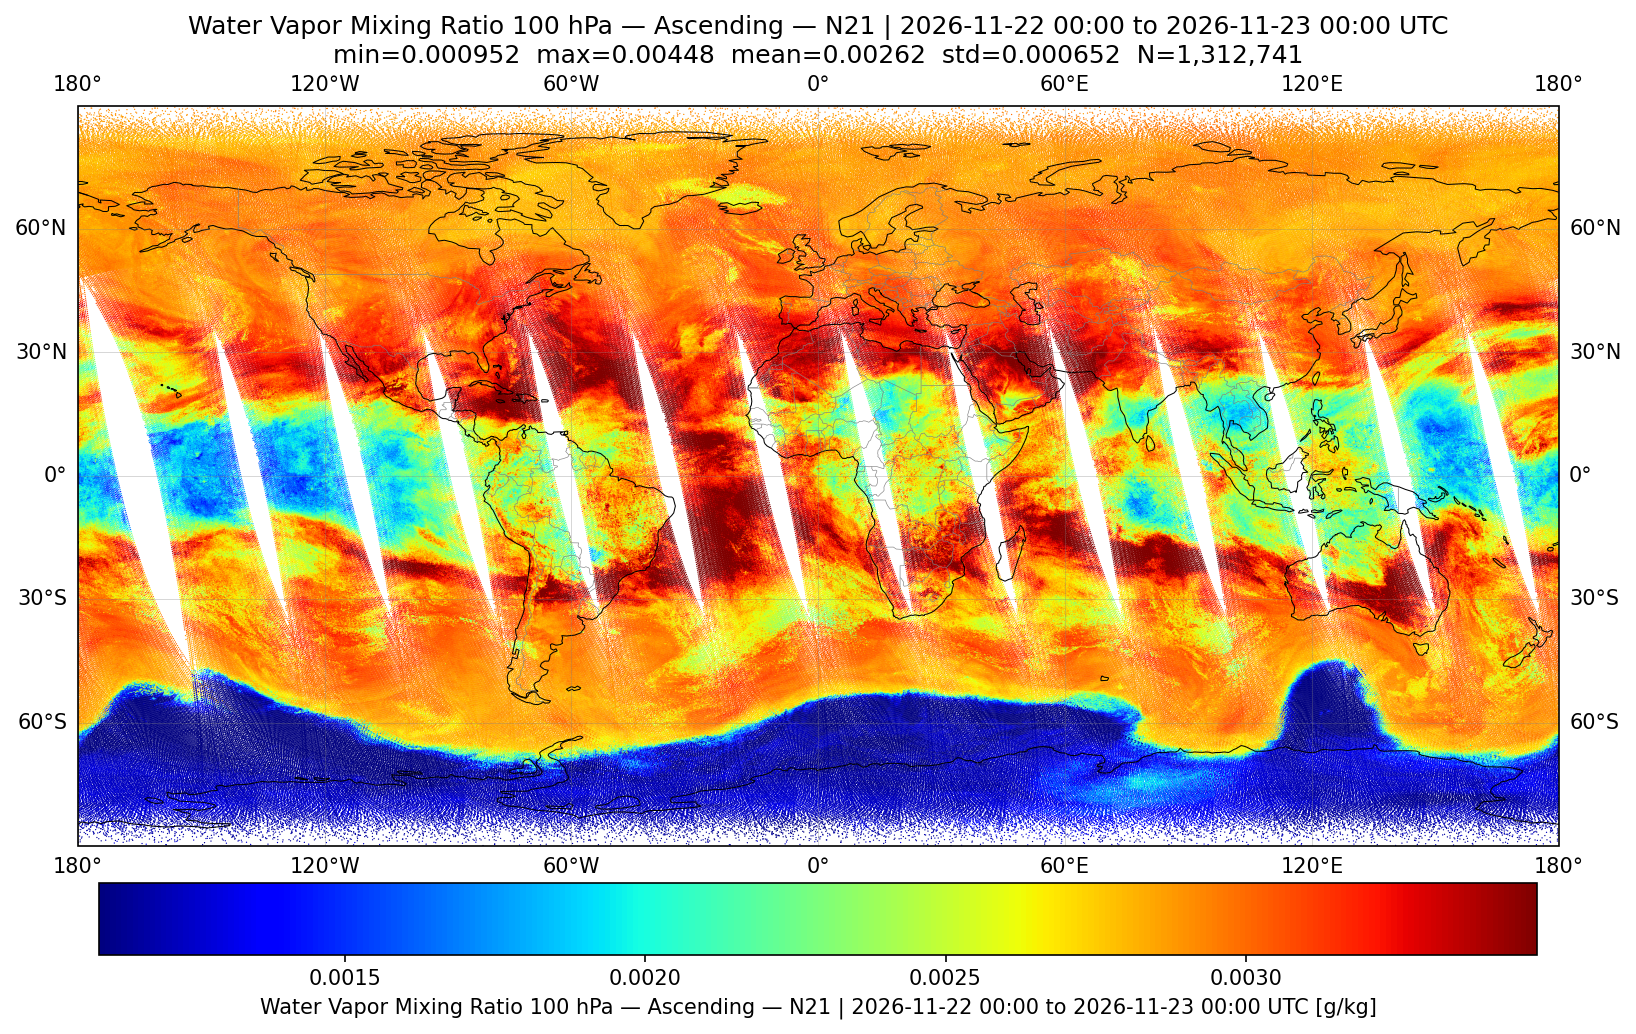 Water Vapor Mixing Ratio 100 hPa — Ascending — N21 | 2026-11-22 00:00 to 2026-11-23 00:00 UTC
min=0.000952  max=0.00448  mean=0.00262  std=0.000652  N=1,312,741
180° 120°W 60°W 0° 60°E 120°E 180°
60°N 60°N
30°N 30°N
0° 0°
30°S 30°S
60°S 60°S
180° 120°W 60°W 0° 60°E 120°E 180°
0.0015 0.0020 0.0025 0.0030
Water Vapor Mixing Ratio 100 hPa — Ascending — N21 | 2026-11-22 00:00 to 2026-11-23 00:00 UTC [g/kg]